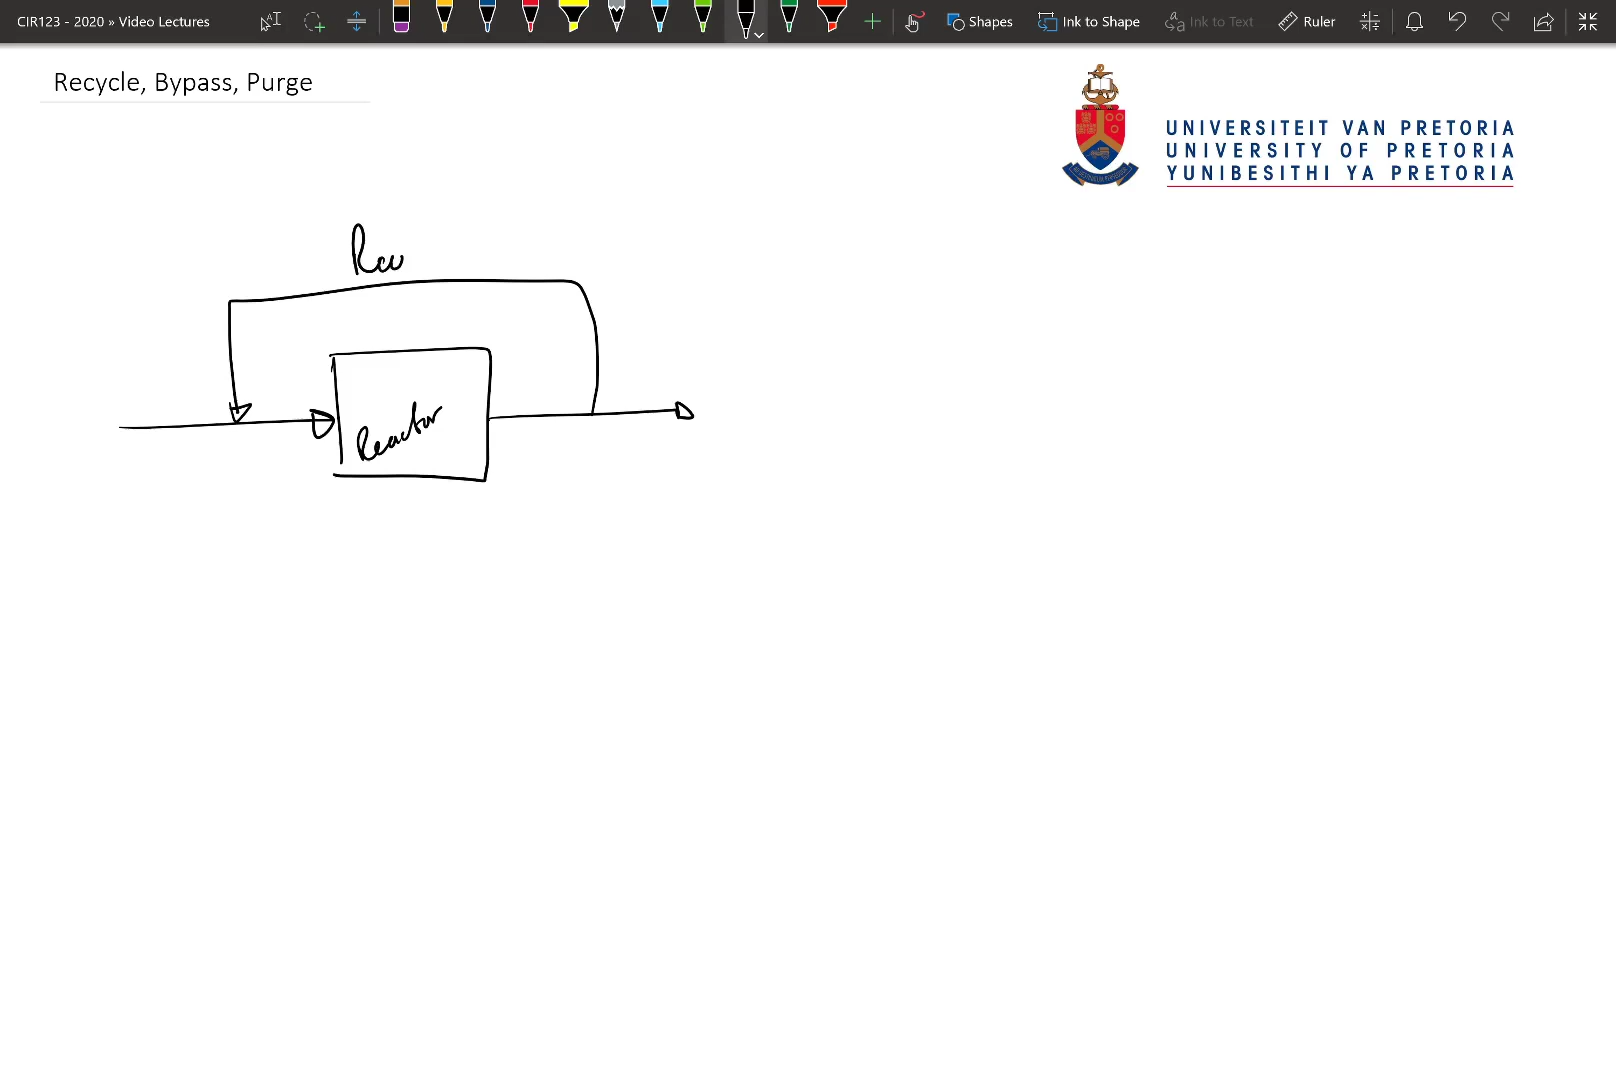 CIR123 - 2020 » Video Lectures
Shapes
Ink to Shape
Ink to Text
Ruler
Recycle, Bypass, Purge
UNIVERSITEIT VAN PRETORIA
UNIVERSITY OF PRETORIA
YUNIBESITHI YA PRETORIA
Reactor